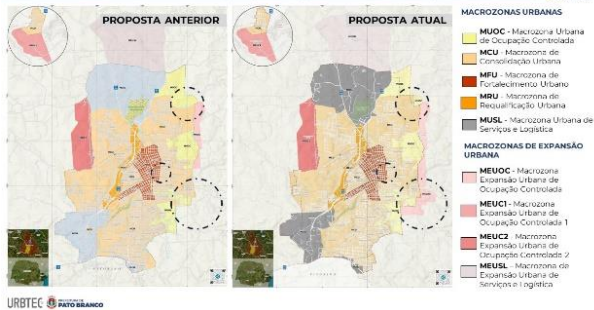 PROPOSTA ANTERIOR
PROPOSTA ATUAL
MACROZONAS URBANAS
MUOC - Macrozona Urbana
de Ocupação Controlada
MCU - Macrozona de
Consolidação Urbana
MFU - Macrozona de
Fortalecimento Urbano
MRU - Macrozona de
Requalificação Urbana
MUSL - Macrozona Urbana de
Serviços e Logística
MACROZONAS DE EXPANSÃO
URBANA
MEUOC - Macrozona
Expansão Urbana de
Ocupação Controlada
MEUC1 - Macrozona
Expansão Urbana de
Ocupação Controlada 1
MEUC2 - Macrozona
Expansão Urbana de
Ocupação Controlada 2
MEUSL - Macrozona de
Expansão Urbana de
Serviços e Logística
URBTEC
PREFEITURA DE
PATO BRANCO